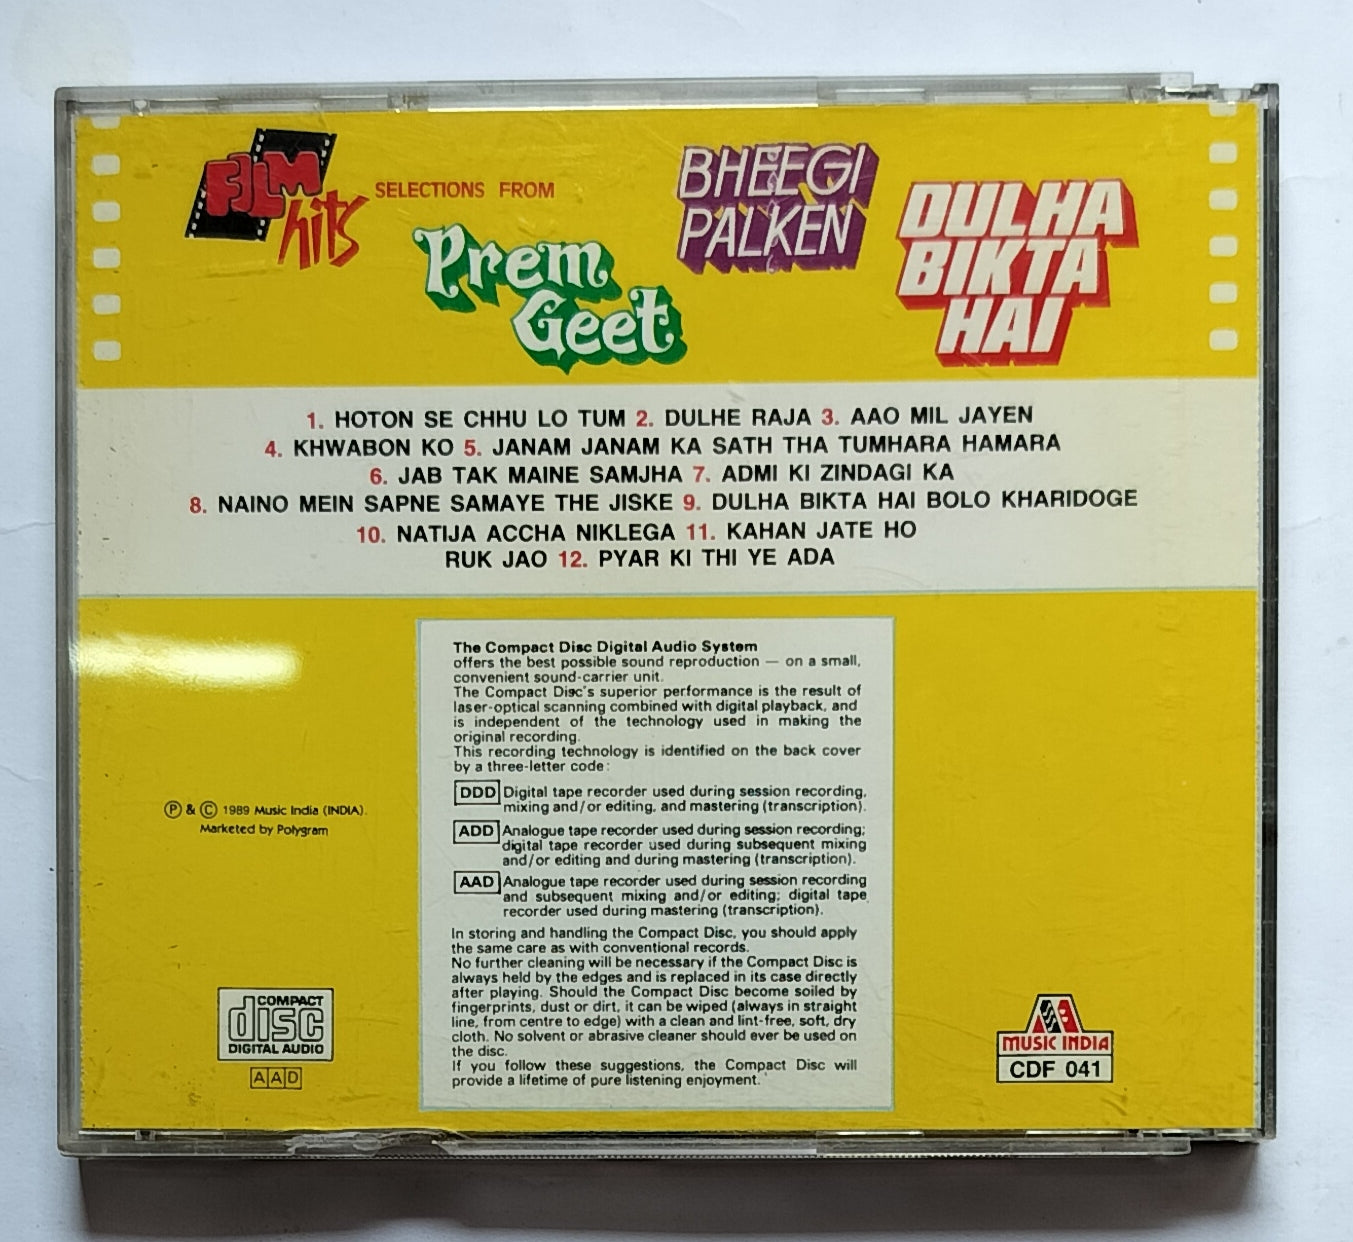 FILM
hits
SELECTIONS FROM
Prem
Geet
BHEEGI
PALKEN
DULHA
BIKTA
HAI
1. HOTON SE CHHU LO TUM 2. DULHE RAJA 3. AAO MIL JAYEN
4. KHWABON KO 5. JANAM JANAM KA SATH THA TUMHARA HAMARA
6. JAB TAK MAINE SAMJHA 7. ADMI KI ZINDAGI KA
8. NAINO MEIN SAPNE SAMAYE THE JISKE 9. DULHA BIKTA HAI BOLO KHARIDOGE
10. NATIJA ACCHA NIKLEGA 11. KAHAN JATE HO
RUK JAO 12. PYAR KI THI YE ADA
The Compact Disc Digital Audio System
offers the best possible sound reproduction — on a small,
convenient sound-carrier unit.
The Compact Disc's superior performance is the result of
laser-optical scanning combined with digital playback, and
is independent of the technology used in making the
original recording.
This recording technology is identified on the back cover
by a three-letter code:
DDD Digital tape recorder used during session recording,
mixing and/or editing, and mastering (transcription).
ADD Analogue tape recorder used during session recording;
digital tape recorder used during subsequent mixing
and/or editing and during mastering (transcription).
AAD Analogue tape recorder used during session recording
and subsequent mixing and/or editing; digital tape
recorder used during mastering (transcription).
In storing and handling the Compact Disc, you should apply
the same care as with conventional records.
No further cleaning will be necessary if the Compact Disc is
always held by the edges and is replaced in its case directly
after playing. Should the Compact Disc become soiled by
fingerprints, dust or dirt, it can be wiped (always in straight
line, from centre to edge) with a clean and lint-free, soft, dry
cloth. No solvent or abrasive cleaner should ever be used on
the disc.
If you follow these suggestions, the Compact Disc will
provide a lifetime of pure listening enjoyment.
Ⓟ & Ⓒ 1989 Music India (INDIA).
Marketed by Polygram
COMPACT
disc
DIGITAL AUDIO
AAD
MUSIC INDIA
CDF 041